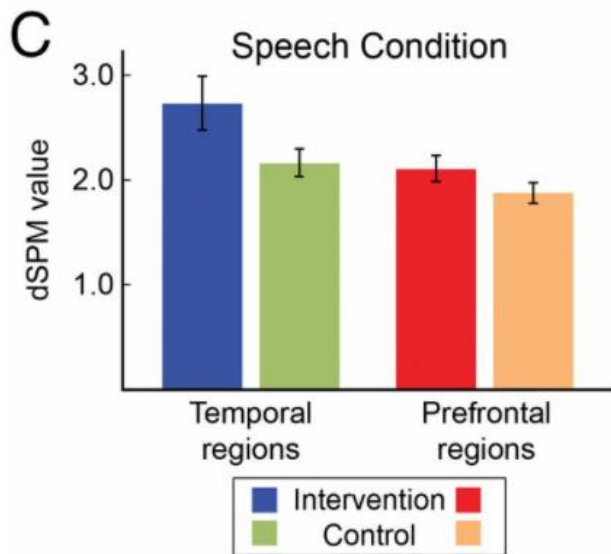 C
Speech Condition
3.0
2.0
1.0
dSPM value
Temporal
regions
Prefrontal
regions
Intervention
Control